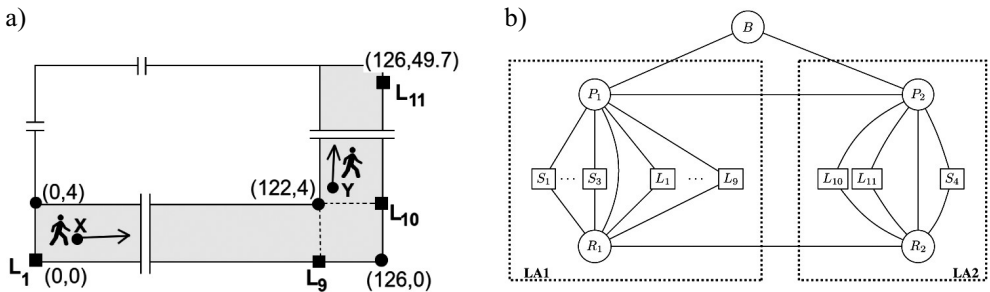 a)
(126,49.7)
L11
(0,4)
X
(122,4)
Y
L10
L1
(0,0)
L9
(126,0)
b)
B
P1
P2
S1 ... S3 L1 ... L9
L10 L11 S4
R1
R2
LA1
LA2